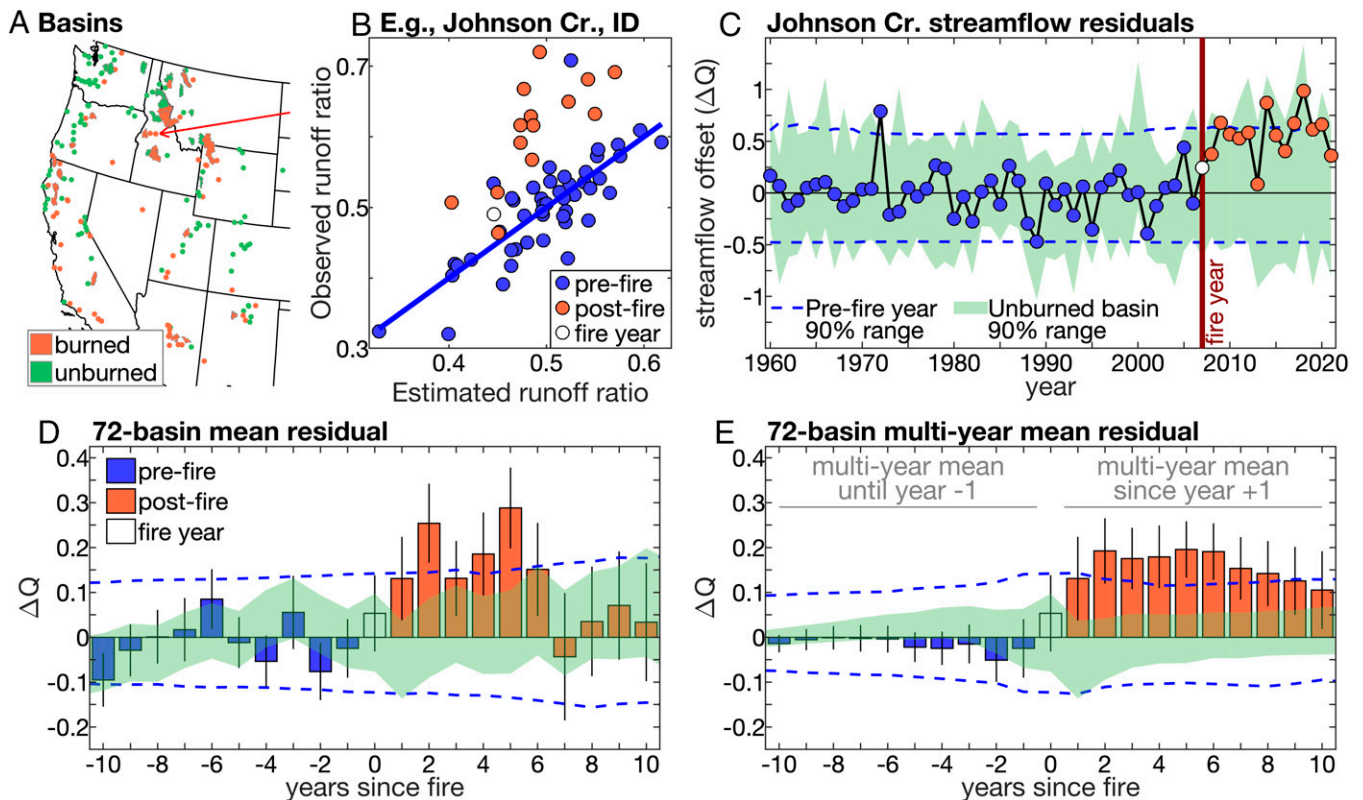 A Basins
burned
unburned
B E.g., Johnson Cr., ID
Observed runoff ratio
0.7
0.5
0.3
0.4
0.5
0.6
Estimated runoff ratio
pre-fire
post-fire
fire year
C Johnson Cr. streamflow residuals
streamflow offset (ΔQ)
1
0.5
0
-0.5
-1
Pre-fire year
90% range
Unburned basin
90% range
fire year
1960
1970
1980
1990
2000
2010
2020
year
D 72-basin mean residual
ΔQ
0.4
0.3
0.2
0.1
0
-0.1
-0.2
pre-fire
post-fire
fire year
-10
-8
-6
-4
-2
0
2
4
6
8
10
years since fire
E 72-basin multi-year mean residual
ΔQ
0.4
0.3
0.2
0.1
0
-0.1
-0.2
multi-year mean
until year -1
multi-year mean
since year +1
-10
-8
-6
-4
-2
0
2
4
6
8
10
years since fire